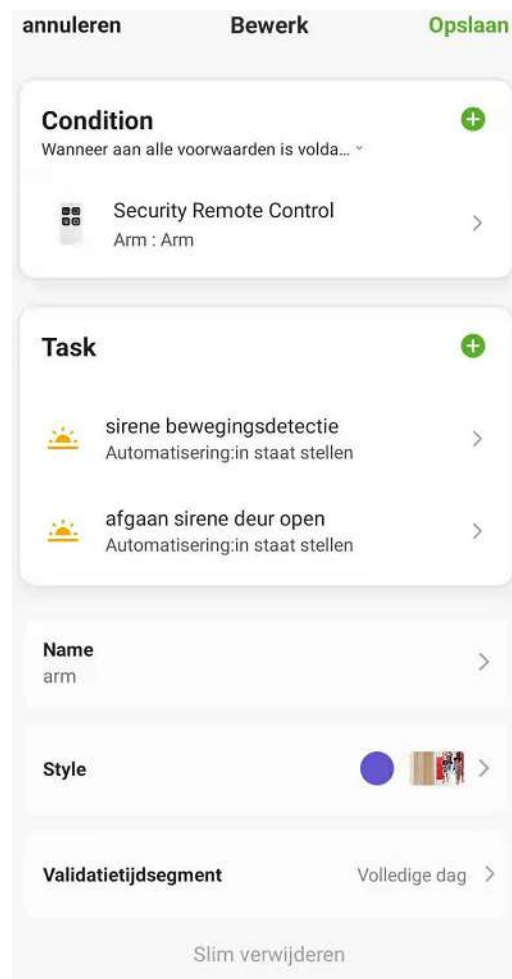 annuleren Bewerk Opslaan
Condition
Wanneer aan alle voorwaarden is volda...
Security Remote Control
Arm : Arm
Task
sirene bewegingsdetectie
Automatisering:in staat stellen
afgaan sirene deur open
Automatisering:in staat stellen
Name
arm
Style
Validatietijdsegment Volledige dag
Slim verwijderen